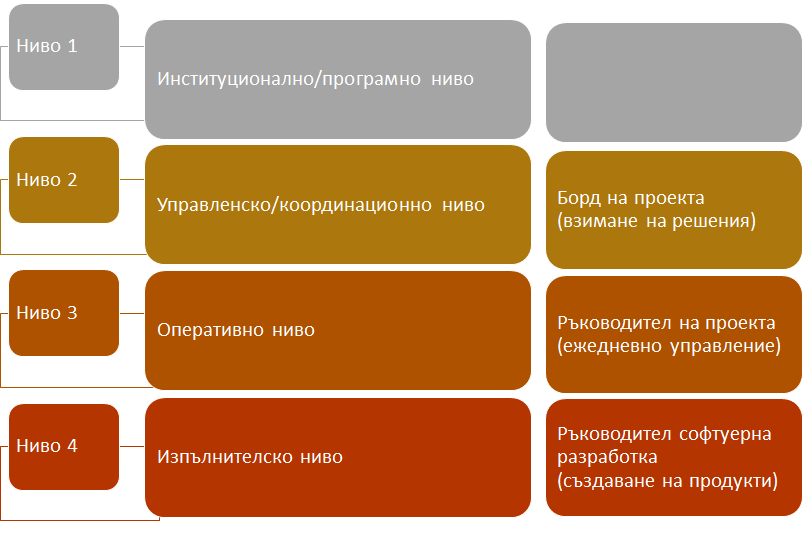 Ниво 1
Институционално/програмно ниво
Ниво 2
Управленско/координационно ниво
Борд на проекта
(взимане на решения)
Ниво 3
Оперативно ниво
Ръководител на проекта
(ежедневно управление)
Ниво 4
Изпълнителско ниво
Ръководител софтуерна
разработка
(създаване на продукти)